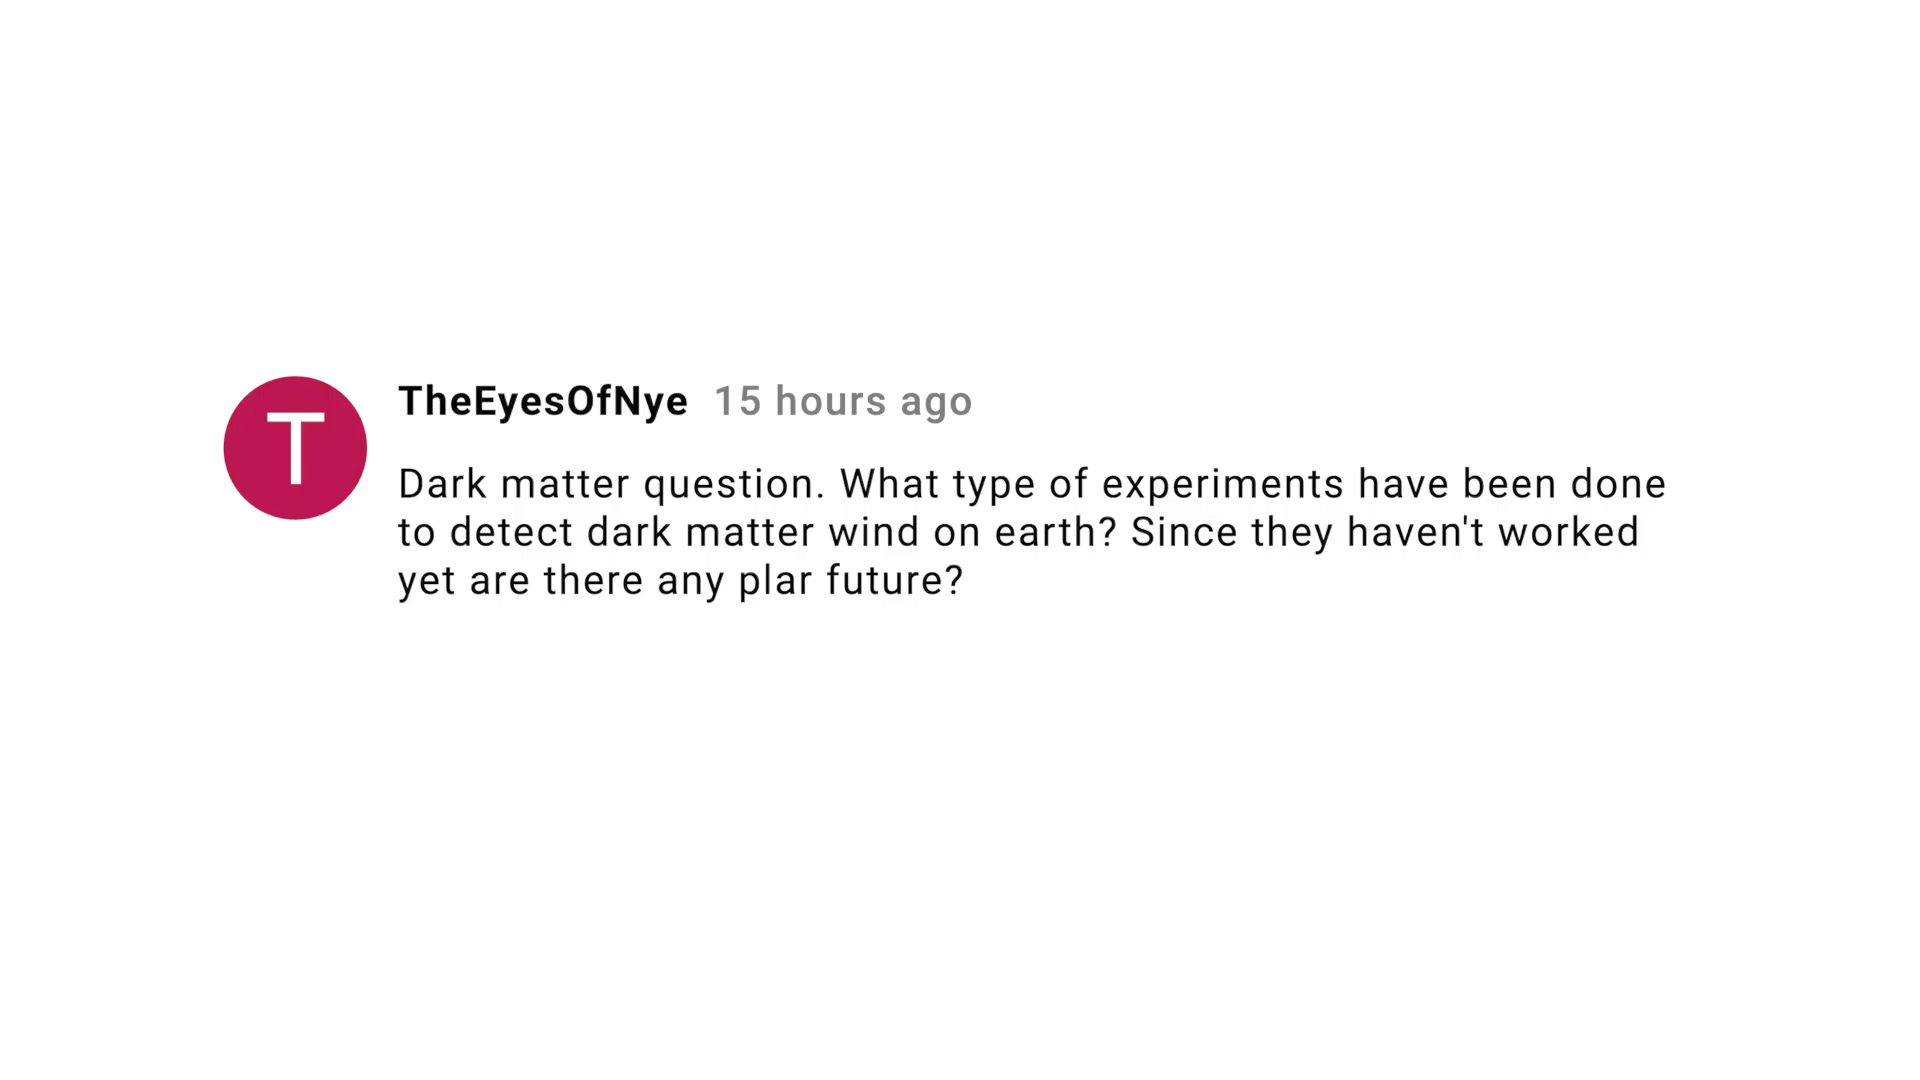 T
TheEyesOfNye 15 hours ago
Dark matter question. What type of experiments have been done
to detect dark matter wind on earth? Since they haven't worked
yet are there any plar future?